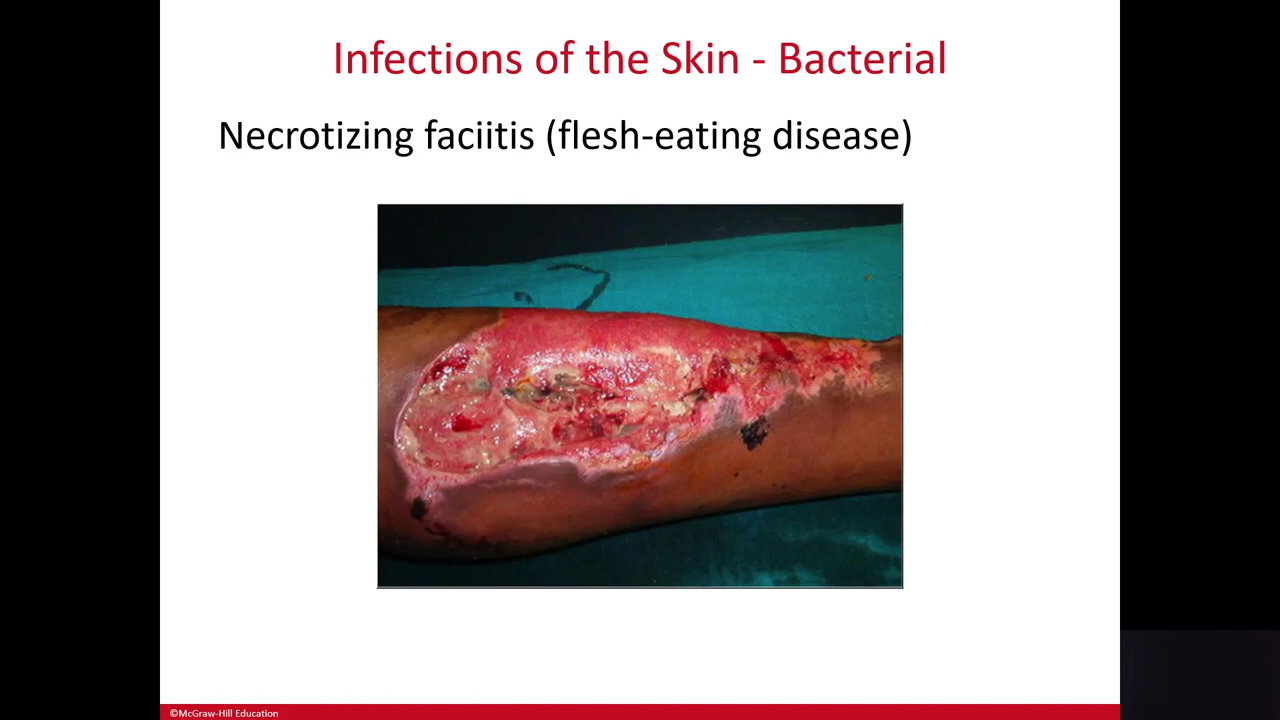 Infections of the Skin - Bacterial
Necrotizing faciitis (flesh-eating disease)
©McGraw-Hill Education